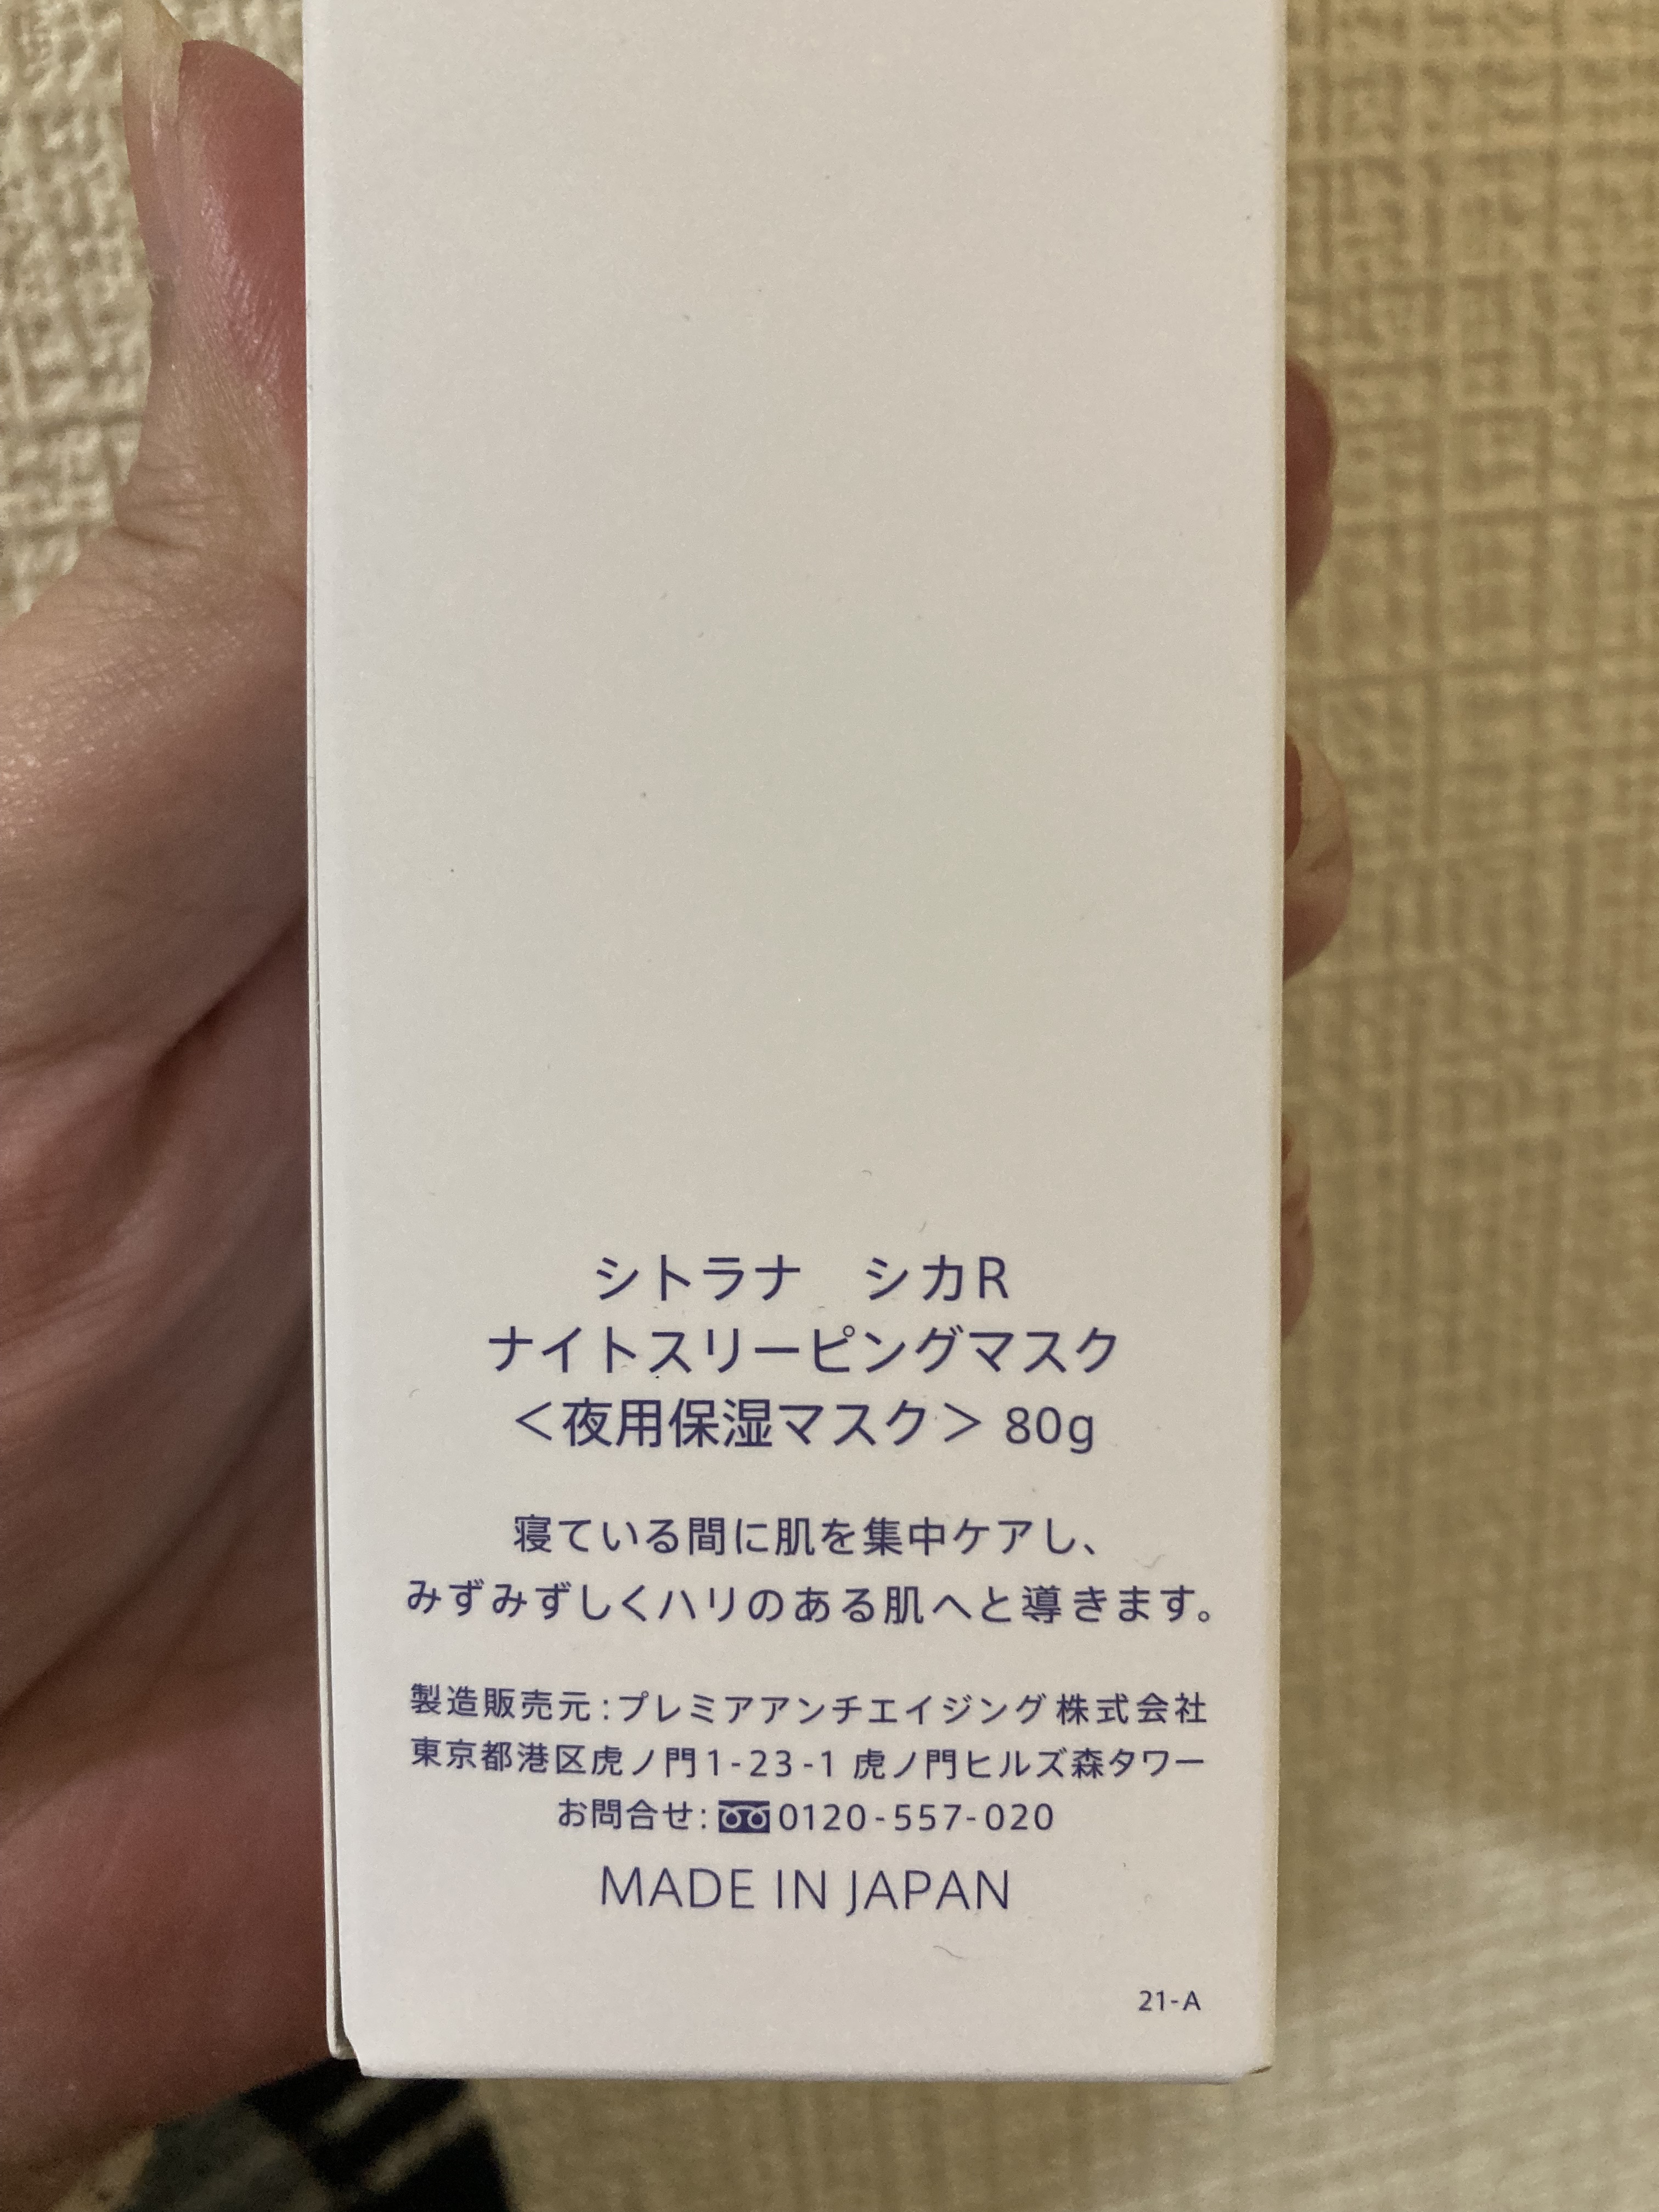 シトラナ　シカR
ナイトスリーピングマスク
＜夜用保湿マスク＞ 80g
寝ている間に肌を集中ケアし、
みずみずしくハリのある肌へと導きます。
製造販売元:プレミアアンチエイジング株式会社
東京都港区虎ノ門1-23-1 虎ノ門ヒルズ森タワー
お問合せ:0120-557-020
MADE IN JAPAN
21-A